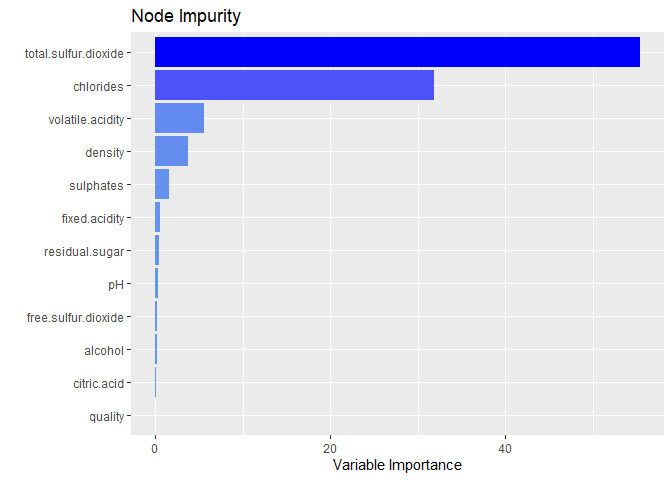 Node Impurity
total.sulfur.dioxide
chlorides
volatile.acidity
density
sulphates
fixed.acidity
residual.sugar
pH
free.sulfur.dioxide
alcohol
citric.acid
quality
0 20 40
Variable Importance